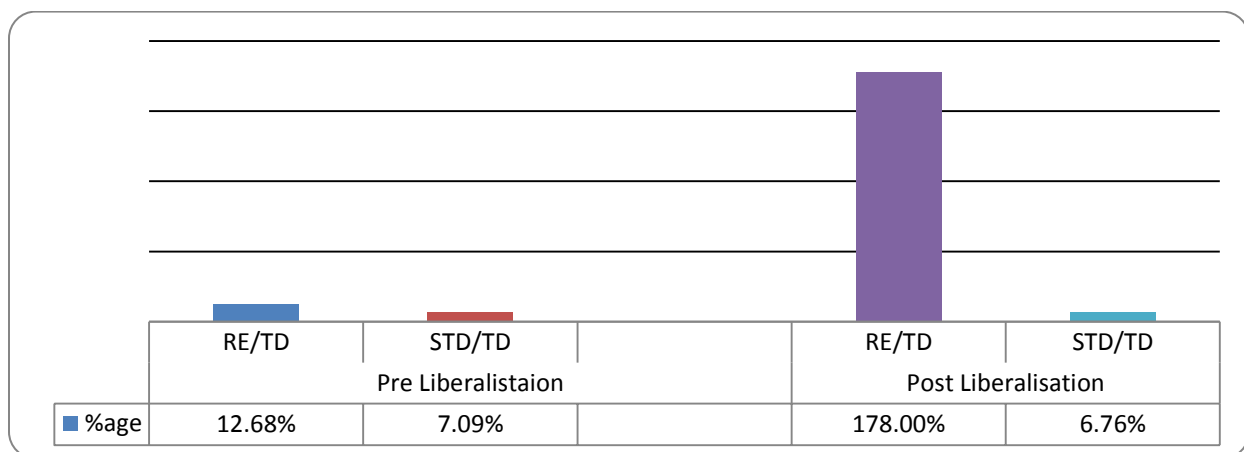 RE/TD STD/TD RE/TD STD/TD
Pre Liberalistaion Post Liberalisation
%age 12.68% 7.09% 178.00% 6.76%